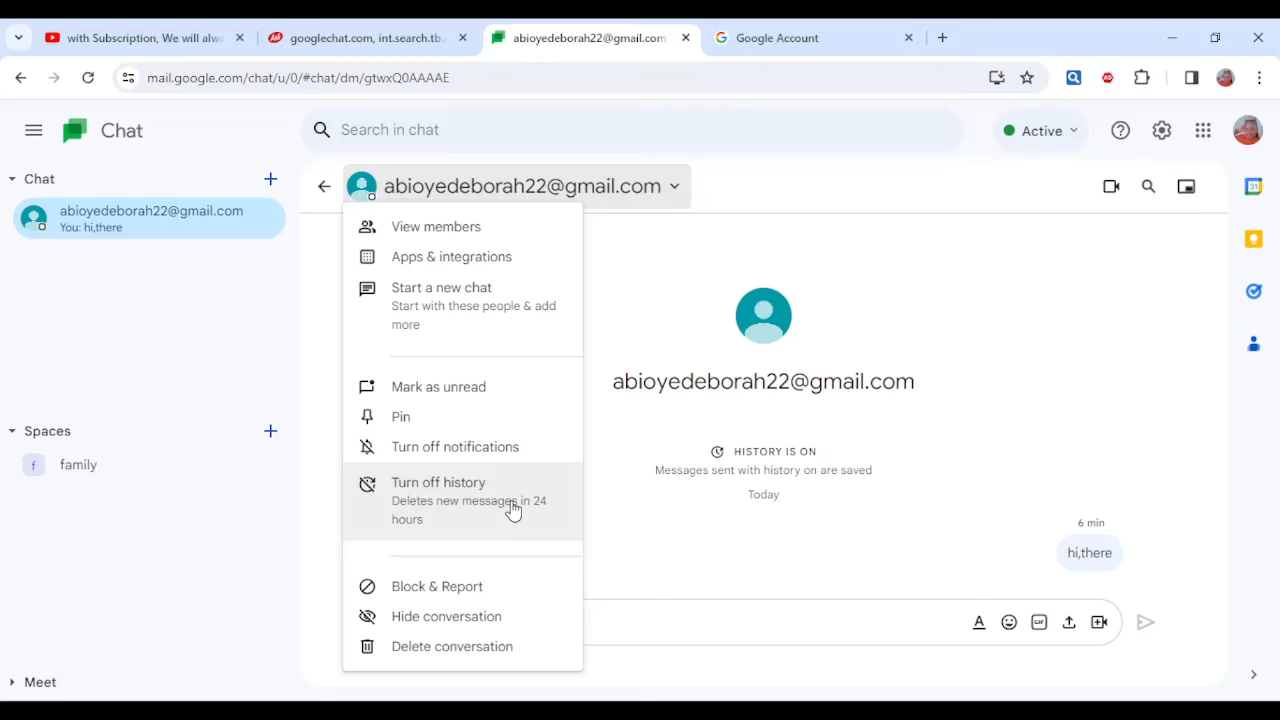 with Subscription, We will alwa
googlechat.com, int.search.tb.
abioyedeborah22@gmail.com
Google Account
mail.google.com/chat/u/0/#chat/dm/gtwxQ0AAAAE
Chat
Search in chat
Active
Chat
abioyedeborah22@gmail.com
You: hi,there
Spaces
f family
Meet
abioyedeborah22@gmail.com
View members
Apps & integrations
Start a new chat
Start with these people & add
more
Mark as unread
Pin
Turn off notifications
Turn off history
Deletes new messages in 24
hours
Block & Report
Hide conversation
Delete conversation
abioyedeborah22@gmail.com
HISTORY IS ON
Messages sent with history on are saved
Today
6 min
hi,there
GIF
31